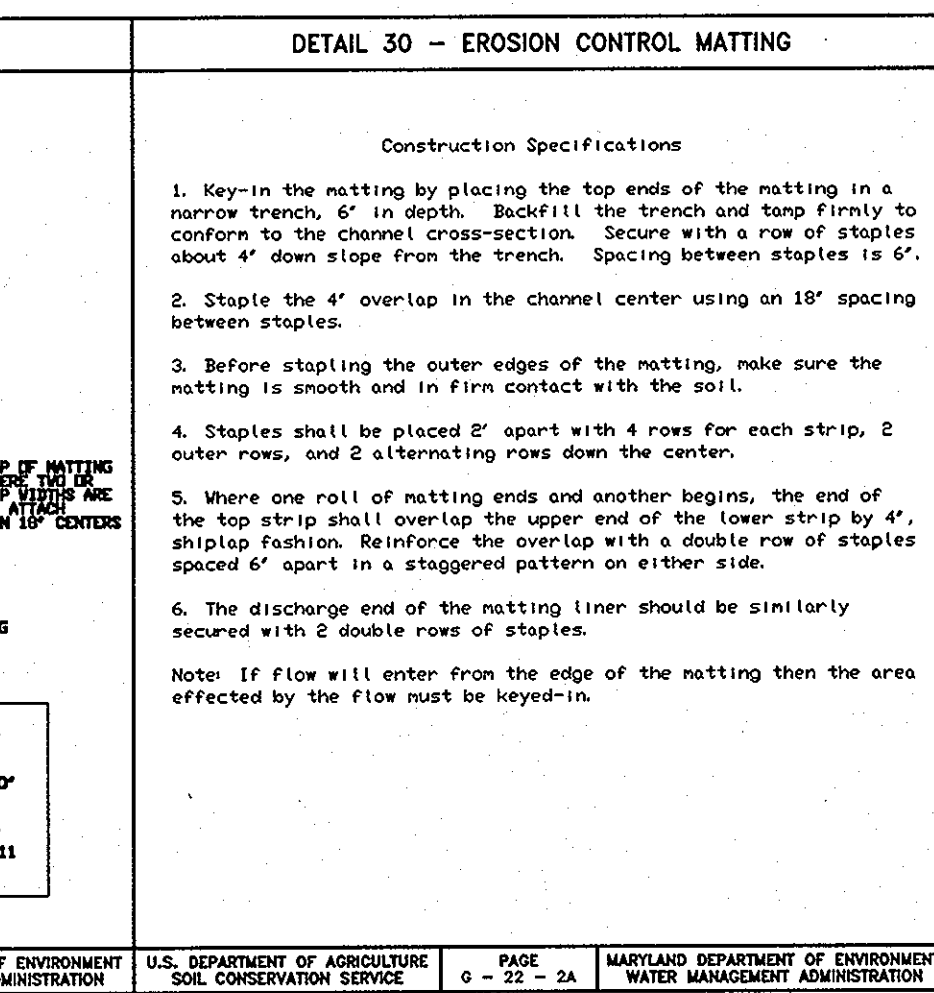 DETAIL 30 - EROSION CONTROL MATTING
Construction Specifications
1. Key-in the matting by placing the top ends of the matting in a
narrow trench, 6" in depth. Backfill the trench and tamp firmly to
conform to the channel cross-section. Secure with a row of staples
about 4" down slope from the trench. Spacing between staples is 6".
2. Staple the 4" overlap in the channel center using an 18" spacing
between staples.
3. Before stapling the outer edges of the matting, make sure the
matting is smooth and in firm contact with the soil.
4. Staples shall be placed 2' apart with 4 rows for each strip, 2
outer rows, and 2 alternating rows down the center.
5. Where one roll of matting ends and another begins, the end of
the top strip shall overlap the upper end of the lower strip by 4",
shiplap fashion. Reinforce the overlap with a double row of staples
spaced 6" apart in a staggered pattern on either side.
6. The discharge end of the matting liner should be similarly
secured with 2 double rows of staples.
Note: If flow will enter from the edge of the matting then the area
effected by the flow must be keyed-in.
P OF MATTING
ERE TWO OR
P WIDTHS ARE
ATTACH
N 18" CENTERS
G
0"
11
F ENVIRONMENT
MINISTRATION
U.S. DEPARTMENT OF AGRICULTURE
SOIL CONSERVATION SERVICE
PAGE
G - 22 - 2A
MARYLAND DEPARTMENT OF ENVIRONMENT
WATER MANAGEMENT ADMINISTRATION